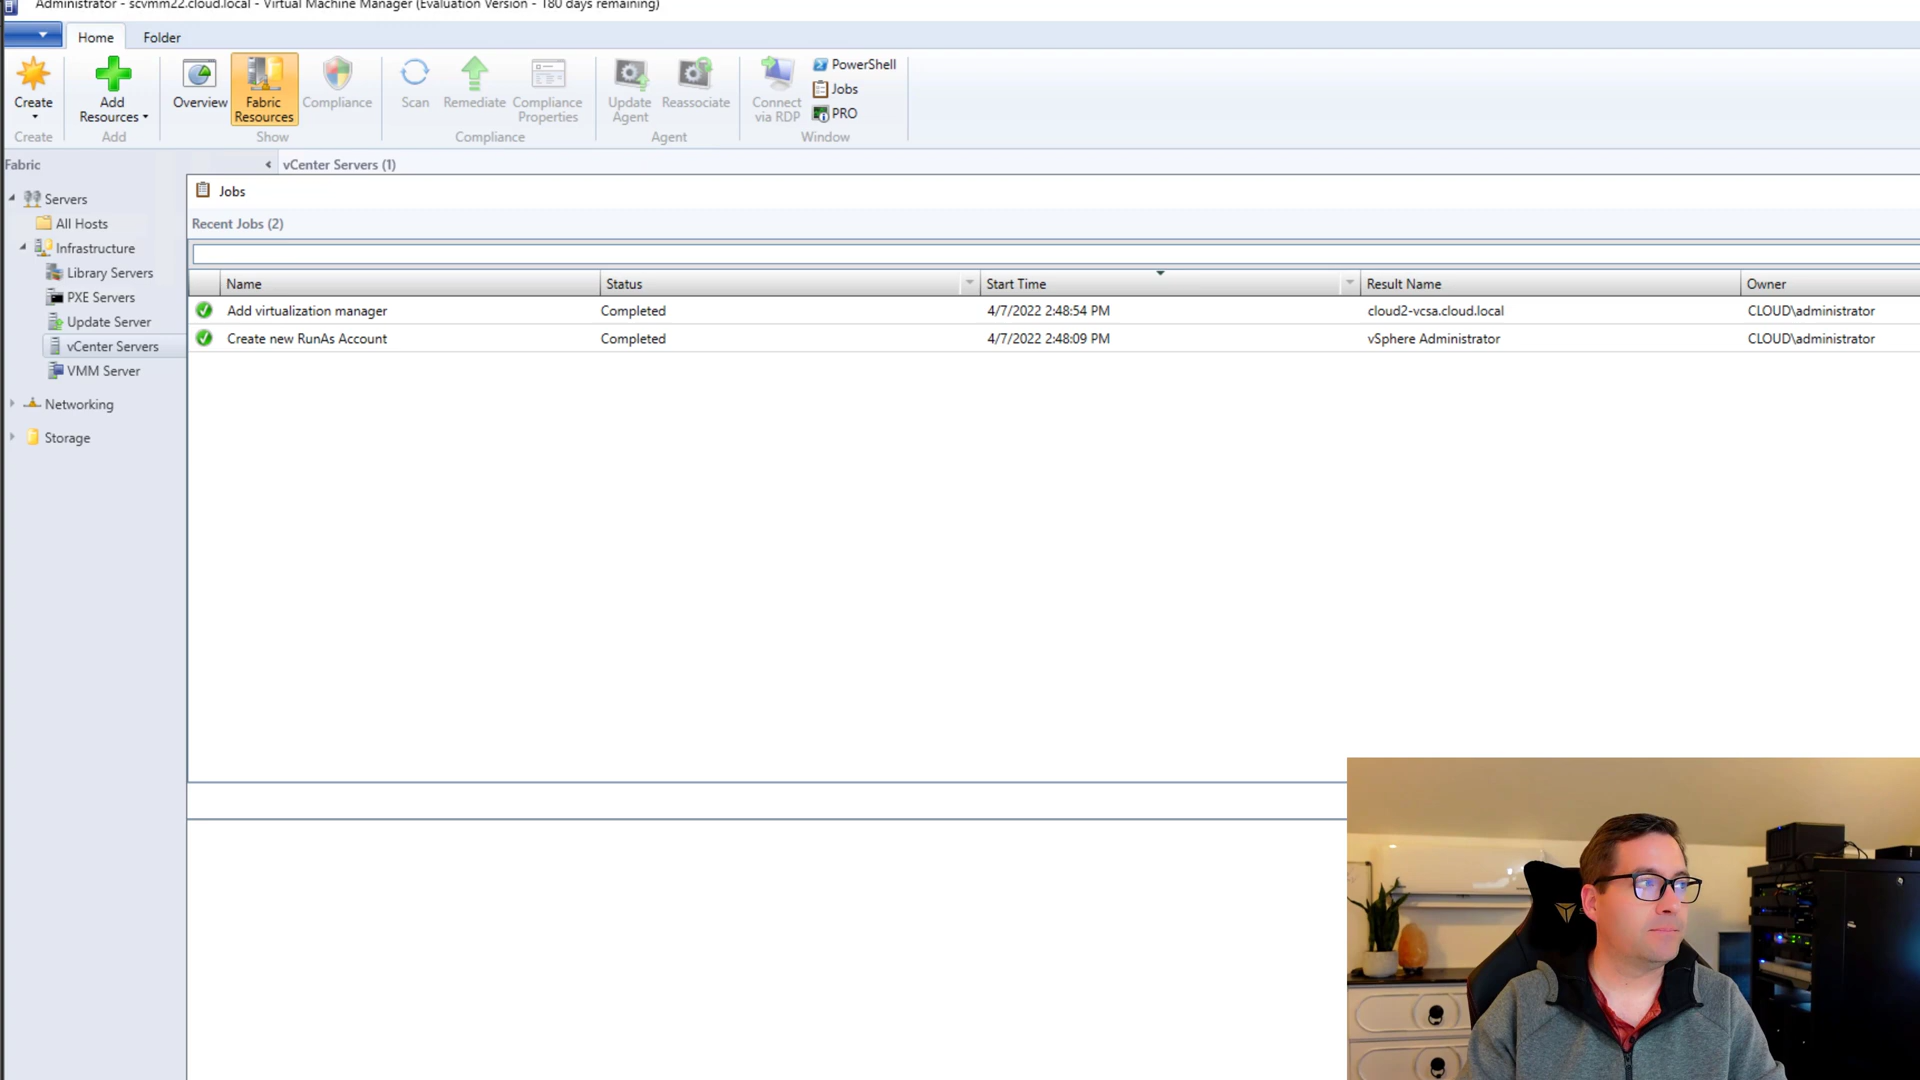 Administrator - scvmm22.cloud.local - Virtual Machine Manager (Evaluation Version - 180 days remaining)
Home Folder
Create
Add Resources
Overview
Fabric Resources
Compliance
Scan
Remediate
Compliance Properties
Update Agent
Reassociate
Connect via RDP
PowerShell
Jobs
PRO
Create Add Show Compliance Agent Window
Fabric
vCenter Servers (1)
Servers
All Hosts
Infrastructure
Library Servers
PXE Servers
Update Server
vCenter Servers
VMM Server
Networking
Storage
Jobs
Recent Jobs (2)
Name Status Start Time Result Name Owner
Add virtualization manager Completed 4/7/2022 2:48:54 PM cloud2-vcsa.cloud.local CLOUD\administrator
Create new RunAs Account Completed 4/7/2022 2:48:09 PM vSphere Administrator CLOUD\administrator